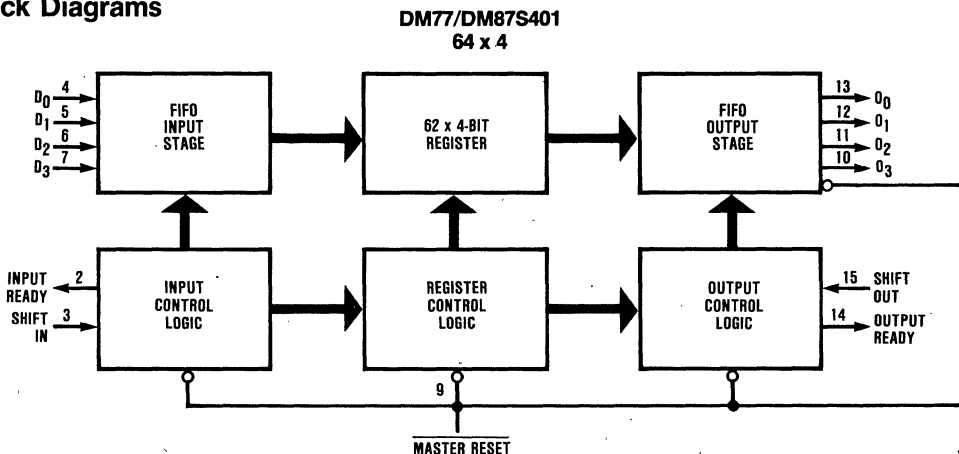 ck Diagrams
DM77/DM87S401
64 x 4
D0 4
D1 5
D2 6
D3 7
FIFO
INPUT
STAGE
62 x 4-BIT
REGISTER
FIFO
OUTPUT
STAGE
13 O0
12 O1
11 O2
10 O3
INPUT
READY
2
SHIFT
IN
3
INPUT
CONTROL
LOGIC
REGISTER
CONTROL
LOGIC
OUTPUT
CONTROL
LOGIC
15 SHIFT
OUT
14 OUTPUT
READY
9
MASTER RESET